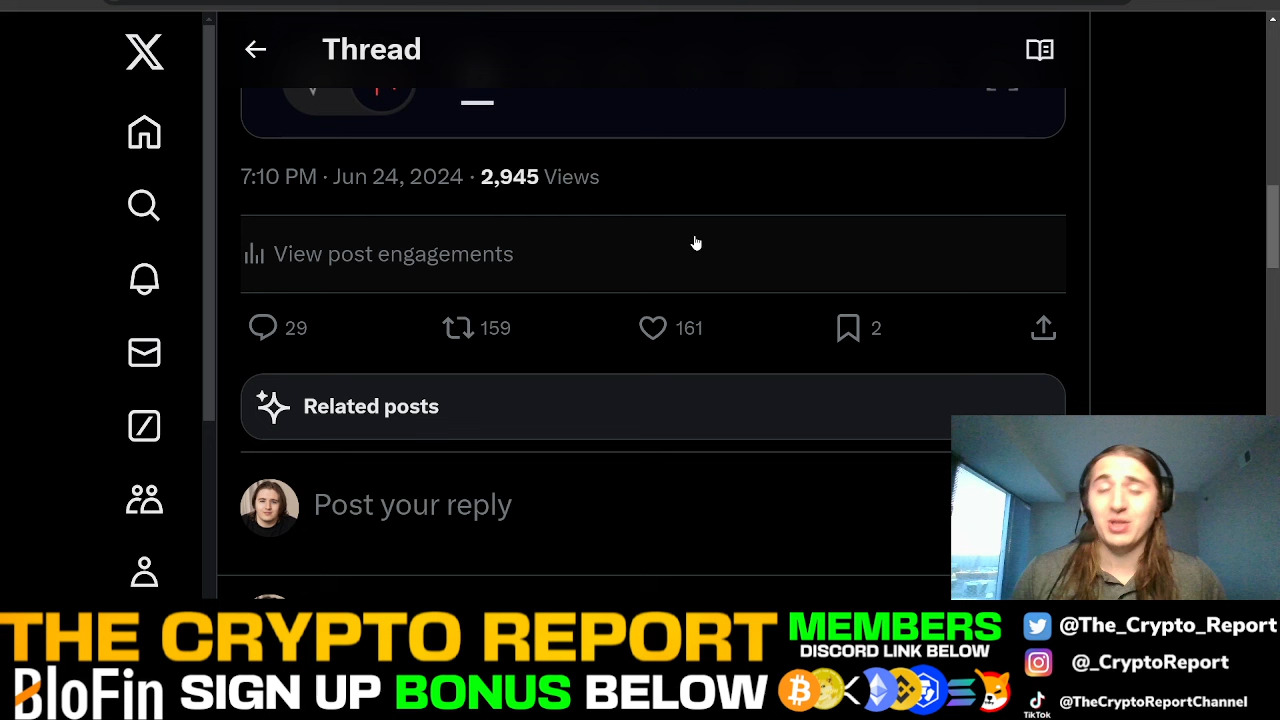 Thread
7:10 PM · Jun 24, 2024 · 2,945 Views
View post engagements
29 159 161 2
Related posts
Post your reply
THE CRYPTO REPORT
MEMBERS
DISCORD LINK BELOW
@The_Crypto_Report
@_CryptoReport
BloFin SIGN UP BONUS BELOW
TikTok
@TheCryptoReportChannel